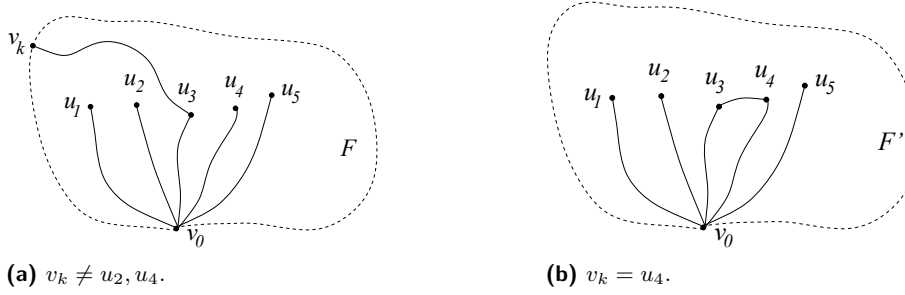 v_k
u_1
u_2
u_3
u_4
u_5
F
v_0
(a) v_k ≠ u_2, u_4.
u_1
u_2
u_3
u_4
u_5
F'
v_0
(b) v_k = u_4.